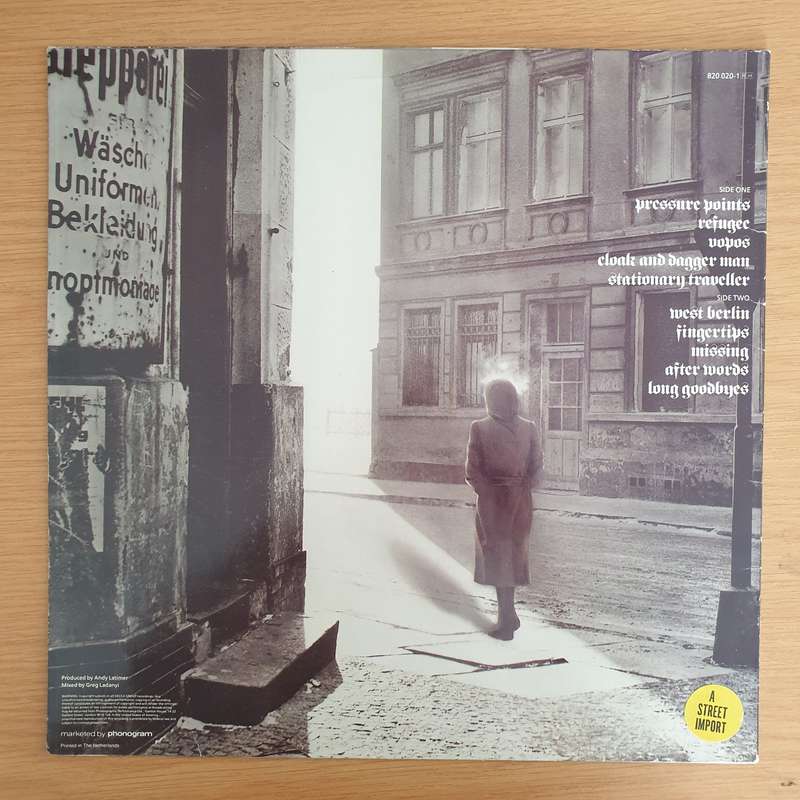 Wäsche
Uniformen
Bekleidung
UND
noptmontage
820 020-1
SIDE ONE
pressure points
refugee
vopos
cloak and dagger man
stationary traveller
SIDE TWO
west berlin
fingertips
missing
after words
long goodbyes
Produced by Andy Latimer
Mixed by Greg Ladanyi
marketed by phonogram
Printed in The Netherlands
A
STREET
IMPORT